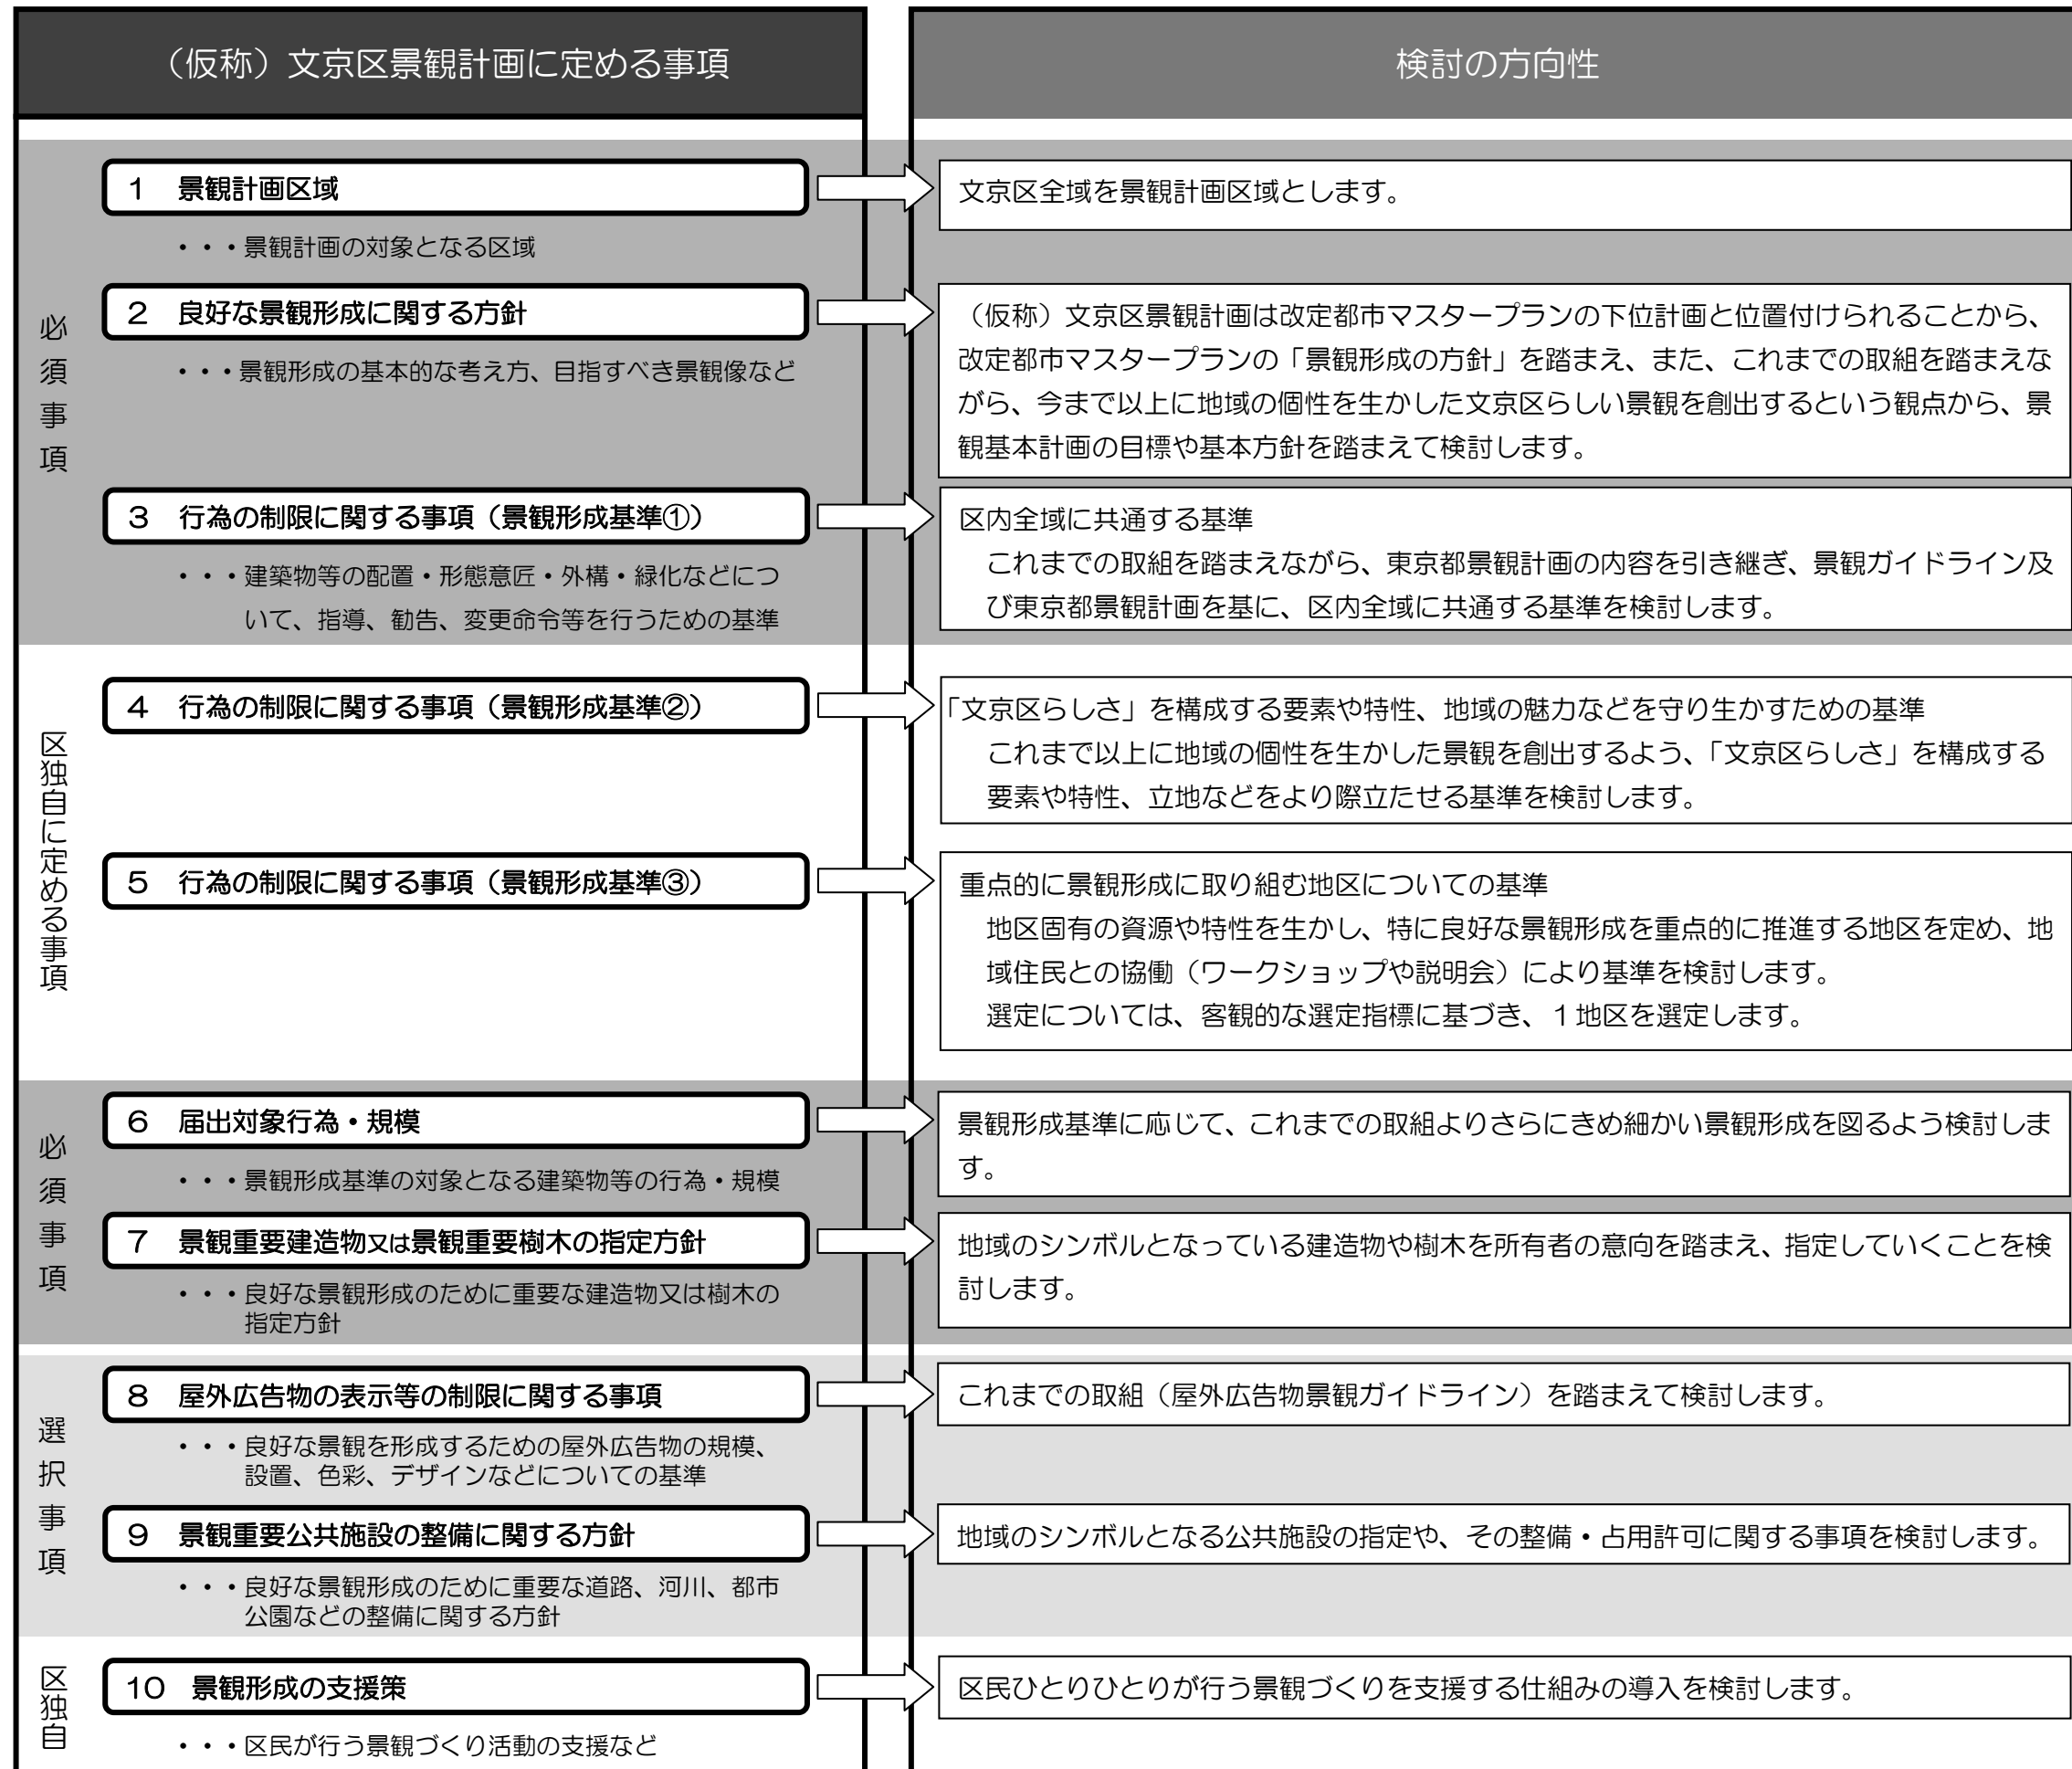 （仮称）文京区景観計画に定める事項
検討の方向性
必須事項
１　景観計画区域
・・・景観計画の対象となる区域
文京区全域を景観計画区域とします。
２　良好な景観形成に関する方針
・・・景観形成の基本的な考え方、目指すべき景観像など
（仮称）文京区景観計画は改定都市マスタープランの下位計画と位置付けられることから、
改定都市マスタープランの「景観形成の方針」を踏まえ、また、これまでの取組を踏まえな
がら、今まで以上に地域の個性を生かした文京区らしい景観を創出するという観点から、景
観基本計画の目標や基本方針を踏まえて検討します。
３　行為の制限に関する事項（景観形成基準①）
・・・建築物等の配置・形態意匠・外構・緑化などにつ
いて、指導、勧告、変更命令等を行うための基準
区内全域に共通する基準
これまでの取組を踏まえながら、東京都景観計画の内容を引き継ぎ、景観ガイドライン及
び東京都景観計画を基に、区内全域に共通する基準を検討します。
区独自に定める事項
４　行為の制限に関する事項（景観形成基準②）
「文京区らしさ」を構成する要素や特性、地域の魅力などを守り生かすための基準
これまで以上に地域の個性を生かした景観を創出するよう、「文京区らしさ」を構成する
要素や特性、立地などをより際立たせる基準を検討します。
５　行為の制限に関する事項（景観形成基準③）
重点的に景観形成に取り組む地区についての基準
地区固有の資源や特性を生かし、特に良好な景観形成を重点的に推進する地区を定め、地
域住民との協働（ワークショップや説明会）により基準を検討します。
選定については、客観的な選定指標に基づき、１地区を選定します。
必須事項
６　届出対象行為・規模
・・・景観形成基準の対象となる建築物等の行為・規模
景観形成基準に応じて、これまでの取組よりさらにきめ細かい景観形成を図るよう検討しま
す。
７　景観重要建造物又は景観重要樹木の指定方針
・・・良好な景観形成のために重要な建造物又は樹木の
指定方針
地域のシンボルとなっている建造物や樹木を所有者の意向を踏まえ、指定していくことを検
討します。
選択事項
８　屋外広告物の表示等の制限に関する事項
・・・良好な景観を形成するための屋外広告物の規模、
設置、色彩、デザインなどについての基準
これまでの取組（屋外広告物景観ガイドライン）を踏まえて検討します。
９　景観重要公共施設の整備に関する方針
・・・良好な景観形成のために重要な道路、河川、都市
公園などの整備に関する方針
地域のシンボルとなる公共施設の指定や、その整備・占用許可に関する事項を検討します。
区独自
１０　景観形成の支援策
・・・区民が行う景観づくり活動の支援など
区民ひとりひとりが行う景観づくりを支援する仕組みの導入を検討します。